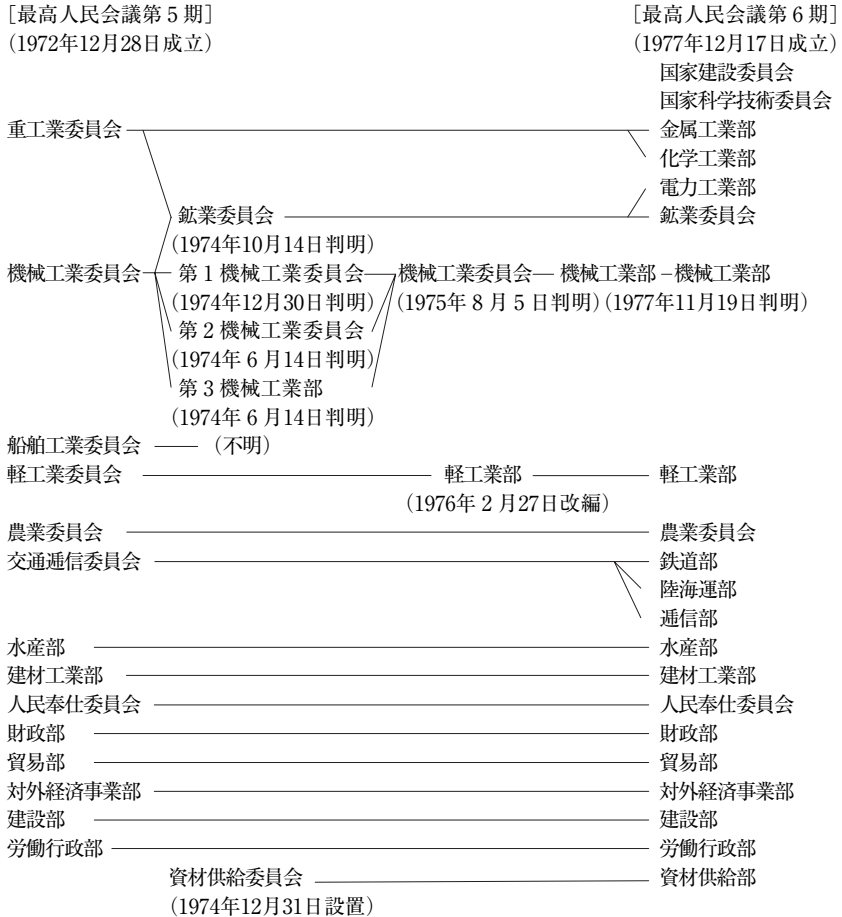 ［最高人民会議第５期］ ［最高人民会議第６期］
（1972年12月28日成立） （1977年12月17日成立）
国家建設委員会
国家科学技術委員会
重工業委員会 金属工業部
化学工業部
電力工業部
鉱業委員会 鉱業委員会
（1974年10月14日判明）
機械工業委員会 第１機械工業委員会 機械工業委員会 機械工業部 機械工業部
（1974年12月30日判明） （1975年８月５日判明）（1977年11月19日判明）
第２機械工業委員会
（1974年６月14日判明）
第３機械工業部
（1974年６月14日判明）
船舶工業委員会 （不明）
軽工業委員会 軽工業部 軽工業部
（1976年２月27日改編）
農業委員会 農業委員会
交通逓信委員会 鉄道部
陸海運部
逓信部
水産部 水産部
建材工業部 建材工業部
人民奉仕委員会 人民奉仕委員会
財政部 財政部
貿易部 貿易部
対外経済事業部 対外経済事業部
建設部 建設部
労働行政部 労働行政部
資材供給委員会 資材供給部
（1974年12月31日設置）